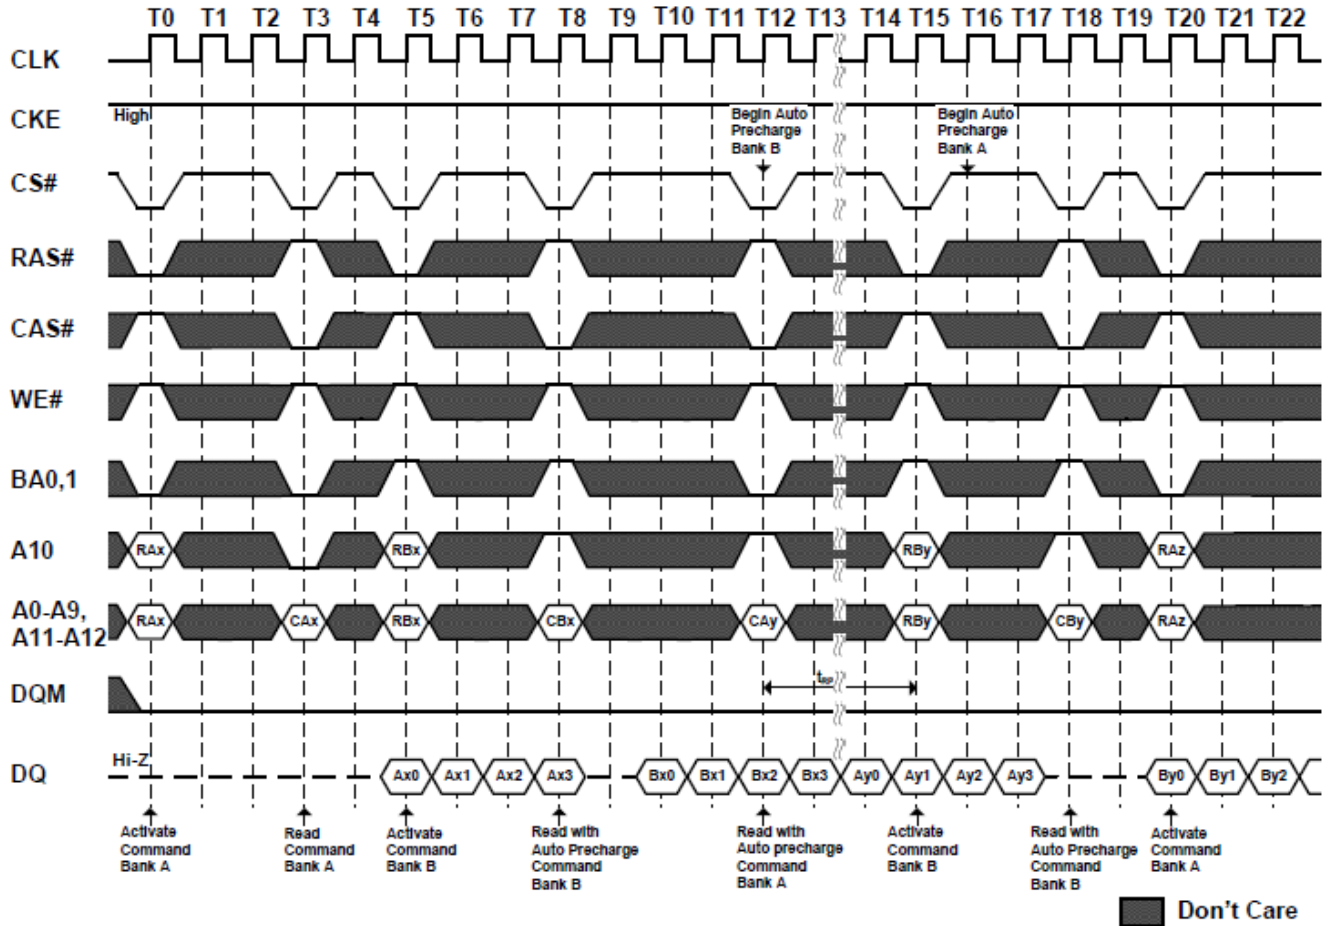 T0 T1 T2 T3 T4 T5 T6 T7 T8 T9 T10 T11 T12 T13 T14 T15 T16 T17 T18 T19 T20 T21 T22
CLK
CKE
High
Begin Auto
Precharge
Bank B
Begin Auto
Precharge
Bank A
CS#
RAS#
CAS#
WE#
BA0,1
A10
RAx RBx RBy RAz
A0-A9,
A11-A12
RAx CAx RBx CBx CAy RBy CBy RAz
DQM
tRP
DQ
Hi-Z
Ax0 Ax1 Ax2 Ax3 Bx0 Bx1 Bx2 Bx3 Ay0 Ay1 Ay2 Ay3 By0 By1 By2
Activate
Command
Bank A
Read
Command
Bank A
Activate
Command
Bank B
Read with
Auto Precharge
Command
Bank B
Read with
Auto precharge
Command
Bank A
Activate
Command
Bank B
Read with
Auto Precharge
Command
Bank B
Activate
Command
Bank A
Don't Care